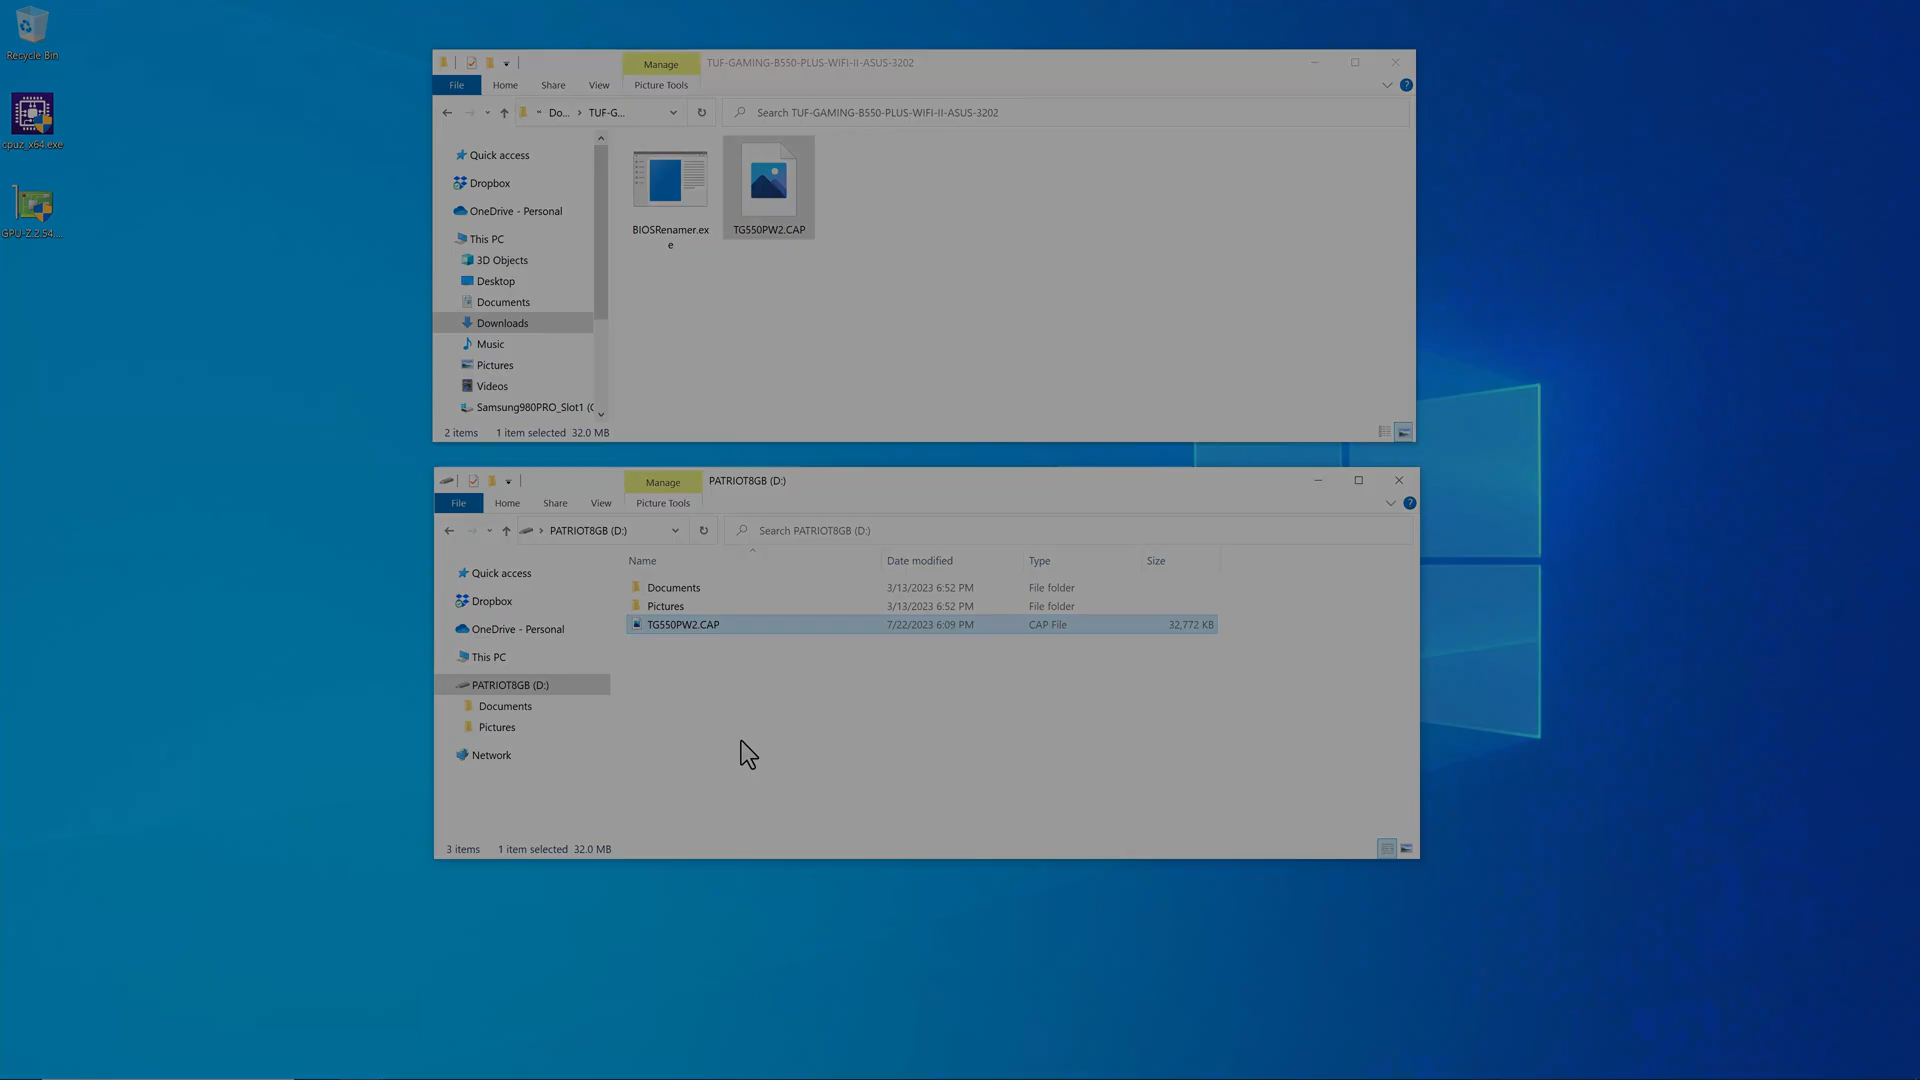 Recycle Bin
cpuz_x64.exe
GPU-Z.2.54....
Manage
TUF-GAMING-B550-PLUS-WIFI-II-ASUS-3202
File
Home
Share
View
Picture Tools
Do...
TUF-G...
Search TUF-GAMING-B550-PLUS-WIFI-II-ASUS-3202
Quick access
Dropbox
OneDrive - Personal
This PC
3D Objects
Desktop
Documents
Downloads
Music
Pictures
Videos
Samsung980PRO_Slot1 (C
BIOSRenamer.ex
e
TG550PW2.CAP
2 items
1 item selected 32.0 MB
Manage
PATRIOT8GB (D:)
File
Home
Share
View
Picture Tools
PATRIOT8GB (D:)
Search PATRIOT8GB (D:)
Quick access
Dropbox
OneDrive - Personal
This PC
PATRIOT8GB (D:)
Documents
Pictures
Network
Name Date modified Type Size
Documents 3/13/2023 6:52 PM File folder
Pictures 3/13/2023 6:52 PM File folder
TG550PW2.CAP 7/22/2023 6:09 PM CAP File 32,772 KB
3 items
1 item selected 32.0 MB